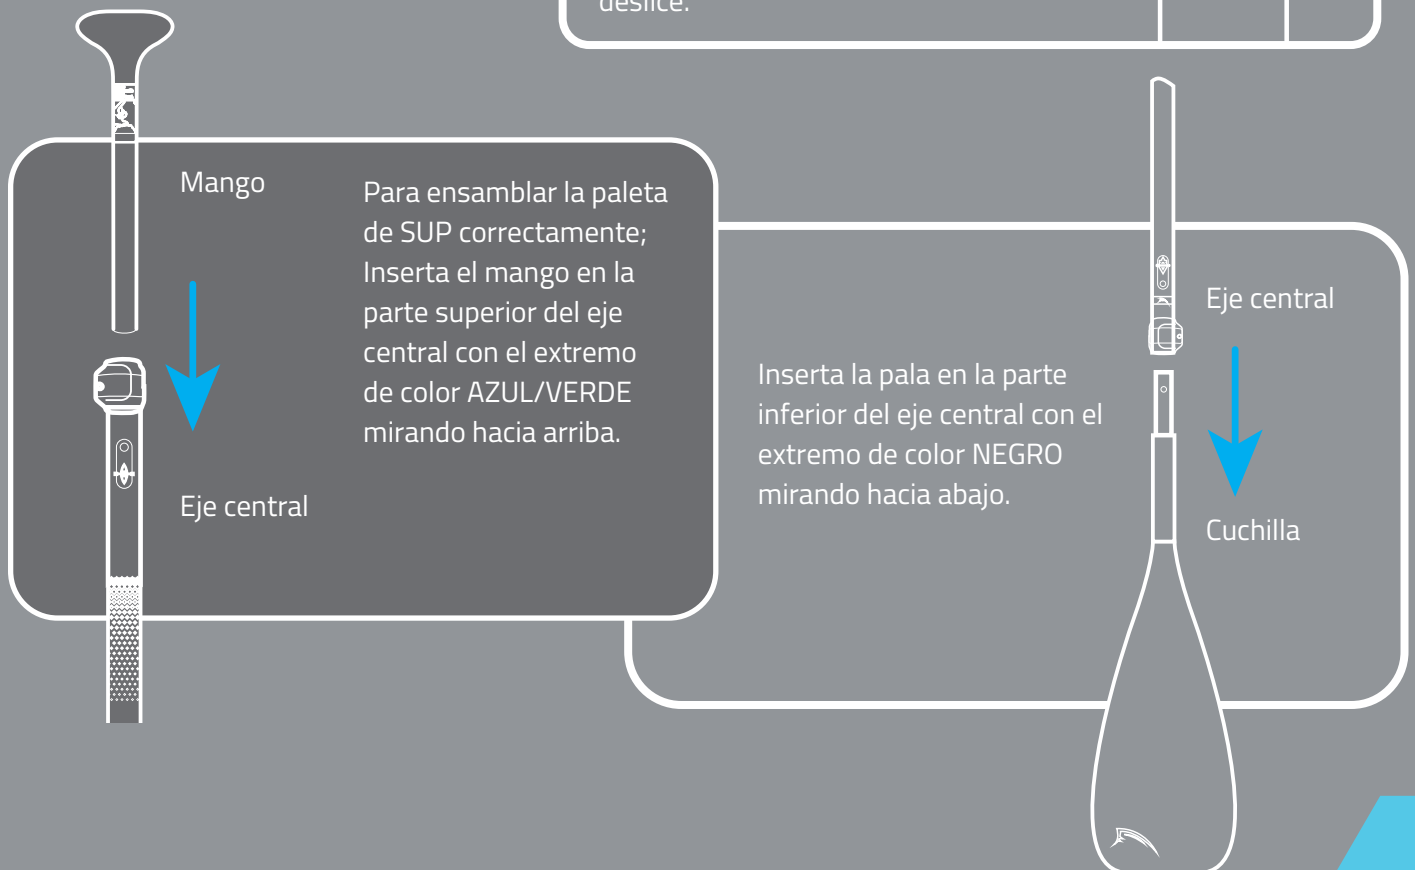 deslice.
Mango
Para ensamblar la paleta
de SUP correctamente;
Inserta el mango en la
parte superior del eje
central con el extremo
de color AZUL/VERDE
mirando hacia arriba.
Eje central
Inserta la pala en la parte
inferior del eje central con el
extremo de color NEGRO
mirando hacia abajo.
Eje central
Cuchilla